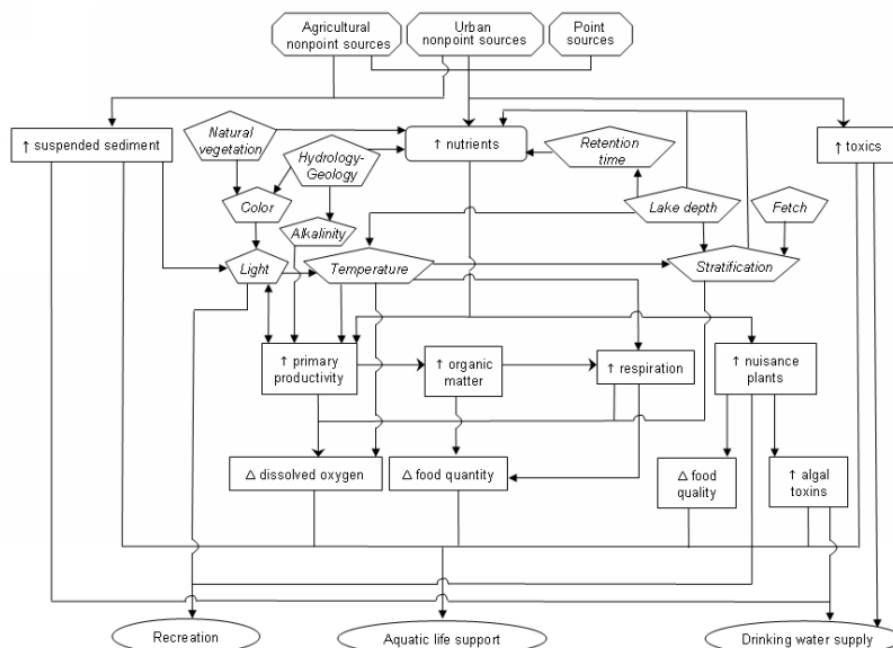 Agricultural
nonpoint sources
Urban
nonpoint sources
Point
sources
↑ suspended sediment
Natural
vegetation
Hydrology-
Geology
↑ nutrients
Retention
time
↑ toxics
Color
Alkalinity
Lake depth
Fetch
Light
Temperature
Stratification
↑ primary
productivity
↑ organic
matter
↑ respiration
↑ nuisance
plants
Δ dissolved oxygen
Δ food quantity
Δ food
quality
↑ algal
toxins
Recreation
Aquatic life support
Drinking water supply